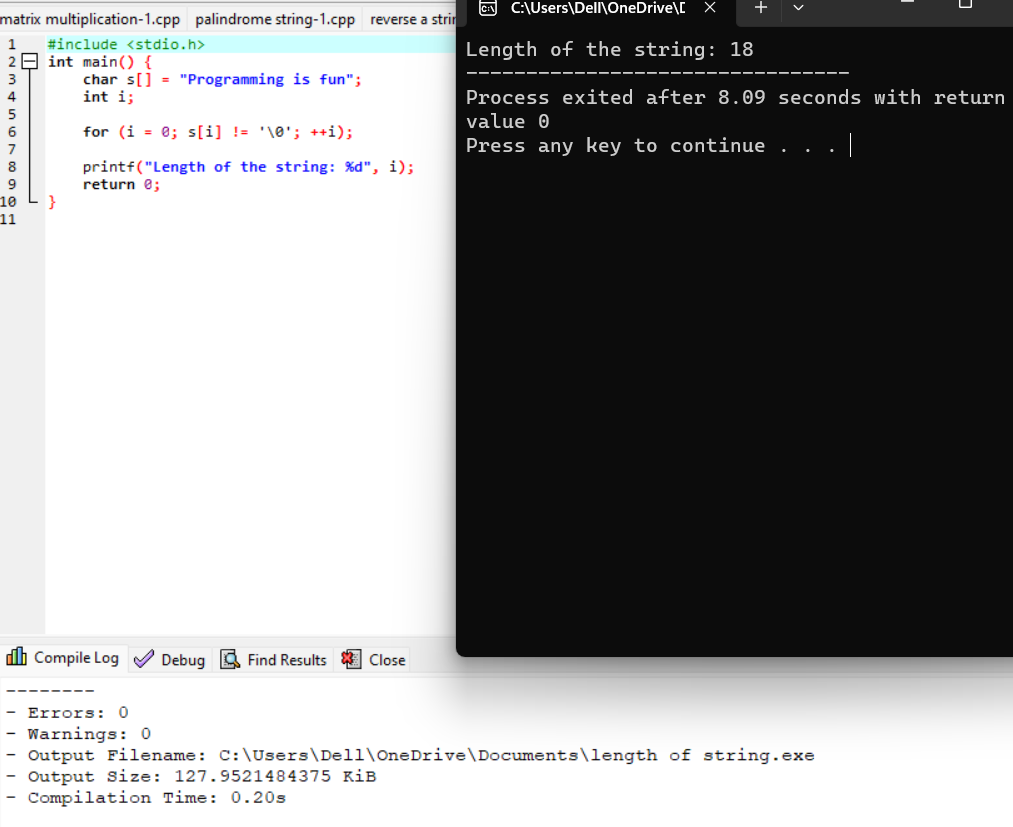 matrix multiplication-1.cpp palindrome string-1.cpp reverse a
1 #include <stdio.h>
2 int main() {
3     char s[] = "Programming is fun";
4     int i;
5
6     for (i = 0; s[i] != '\0'; ++i);
7
8     printf("Length of the string: %d", i);
9     return 0;
10 }
11
C:\Users\Dell\OneDrive\
Length of the string: 18
--------------------------------
Process exited after 8.09 seconds with return
value 0
Press any key to continue . . .
Compile Log Debug Find Results Close
--------
- Errors: 0
- Warnings: 0
- Output Filename: C:\Users\Dell\OneDrive\Documents\length of string.exe
- Output Size: 127.9521484375 KiB
- Compilation Time: 0.20s